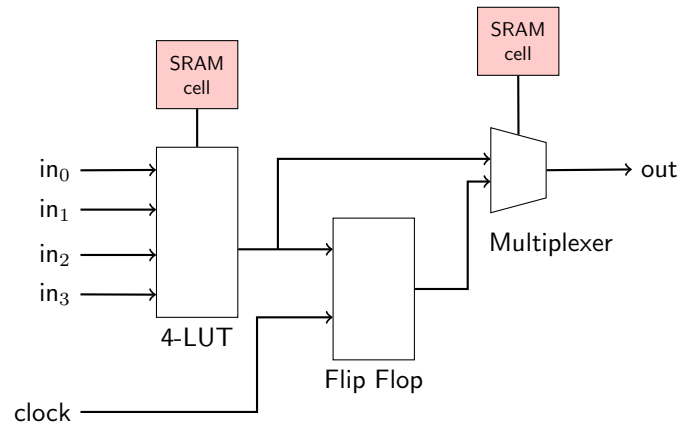 SRAM
cell
SRAM
cell
in₀
in₁
in₂
in₃
out
Multiplexer
4-LUT
Flip Flop
clock